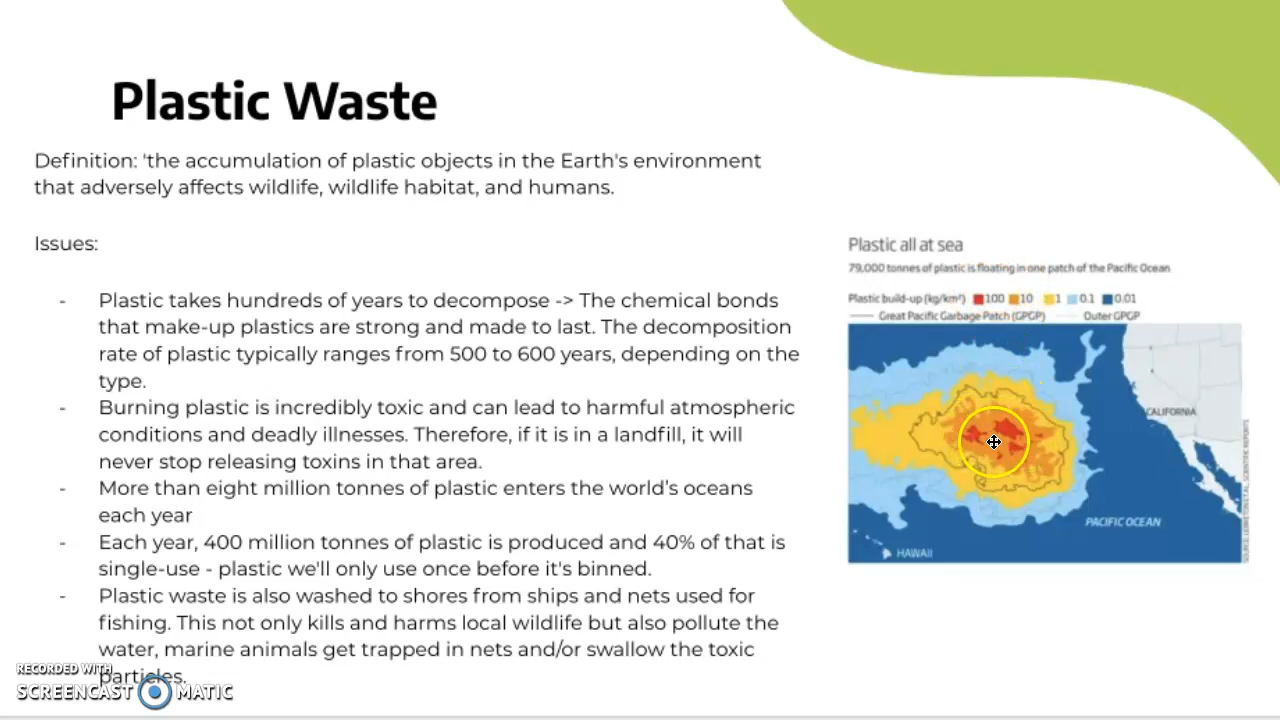 Plastic Waste
Definition: 'the accumulation of plastic objects in the Earth's environment
that adversely affects wildlife, wildlife habitat, and humans.
Issues:
- Plastic takes hundreds of years to decompose -> The chemical bonds
that make-up plastics are strong and made to last. The decomposition
rate of plastic typically ranges from 500 to 600 years, depending on the
type.
- Burning plastic is incredibly toxic and can lead to harmful atmospheric
conditions and deadly illnesses. Therefore, if it is in a landfill, it will
never stop releasing toxins in that area.
- More than eight million tonnes of plastic enters the world's oceans
each year
- Each year, 400 million tonnes of plastic is produced and 40% of that is
single-use - plastic we'll only use once before it's binned.
- Plastic waste is also washed to shores from ships and nets used for
fishing. This not only kills and harms local wildlife but also pollute the
water, marine animals get trapped in nets and/or swallow the toxic
particles.
Plastic all at sea
79,000 tonnes of plastic is floating in one patch of the Pacific Ocean
Plastic build-up (kg/km²) 100 10 1 0.1 0.01
Great Pacific Garbage Patch (GPGP) Outer GPGP
CALIFORNIA
PACIFIC OCEAN
HAWAII
RECORDED WITH
SCREENCAST MATIC